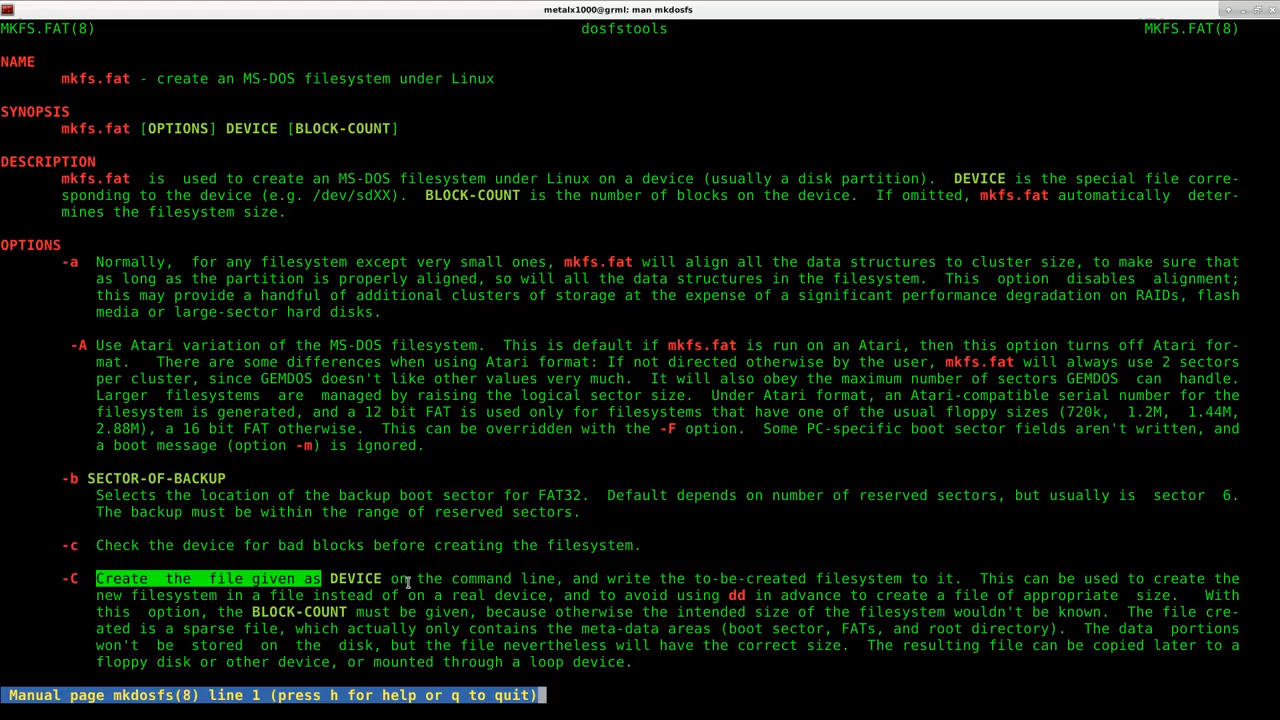 metalx1000@grml: man mkdosfs
MKFS.FAT(8) dosfstools MKFS.FAT(8)
NAME
mkfs.fat - create an MS-DOS filesystem under Linux
SYNOPSIS
mkfs.fat [OPTIONS] DEVICE [BLOCK-COUNT]
DESCRIPTION
mkfs.fat is used to create an MS-DOS filesystem under Linux on a device (usually a disk partition). DEVICE is the special file corre-
sponding to the device (e.g. /dev/sdXX). BLOCK-COUNT is the number of blocks on the device. If omitted, mkfs.fat automatically deter-
mines the filesystem size.
OPTIONS
-a Normally, for any filesystem except very small ones, mkfs.fat will align all the data structures to cluster size, to make sure that
as long as the partition is properly aligned, so will all the data structures in the filesystem. This option disables alignment;
this may provide a handful of additional clusters of storage at the expense of a significant performance degradation on RAIDs, flash
media or large-sector hard disks.
-A Use Atari variation of the MS-DOS filesystem. This is default if mkfs.fat is run on an Atari, then this option turns off Atari for-
mat. There are some differences when using Atari format: If not directed otherwise by the user, mkfs.fat will always use 2 sectors
per cluster, since GEMDOS doesn't like other values very much. It will also obey the maximum number of sectors GEMDOS can handle.
Larger filesystems are managed by raising the logical sector size. Under Atari format, an Atari-compatible serial number for the
filesystem is generated, and a 12 bit FAT is used only for filesystems that have one of the usual floppy sizes (720k, 1.2M, 1.44M,
2.88M), a 16 bit FAT otherwise. This can be overridden with the -F option. Some PC-specific boot sector fields aren't written, and
a boot message (option -m) is ignored.
-b SECTOR-OF-BACKUP
Selects the location of the backup boot sector for FAT32. Default depends on number of reserved sectors, but usually is sector 6.
The backup must be within the range of reserved sectors.
-c Check the device for bad blocks before creating the filesystem.
-C Create the file given as DEVICE on the command line, and write the to-be-created filesystem to it. This can be used to create the
new filesystem in a file instead of on a real device, and to avoid using dd in advance to create a file of appropriate size. With
this option, the BLOCK-COUNT must be given, because otherwise the intended size of the filesystem wouldn't be known. The file cre-
ated is a sparse file, which actually only contains the meta-data areas (boot sector, FATs, and root directory). The data portions
won't be stored on the disk, but the file nevertheless will have the correct size. The resulting file can be copied later to a
floppy disk or other device, or mounted through a loop device.
Manual page mkdosfs(8) line 1 (press h for help or q to quit)